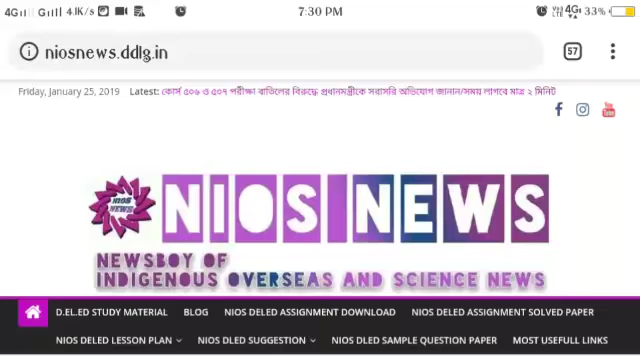 4G G 4.1K/s 7:30 PM VoLTE 4G 33%
niosnews.ddlg.in 57
Friday, January 25, 2019 Latest: কোর্স ৫০৬ ও ৫০৭ পরীক্ষা বাতিলের বিরুদ্ধে প্রধানমন্ত্রীকে সরাসরি অভিযোগ জানান/সময় লাগবে মাত্র ২ মিনিট
NIOS NEWS NIOS NEWS
NEWSBOY OF
INDIGENOUS OVERSEAS AND SCIENCE NEWS
D.EL.ED STUDY MATERIAL BLOG NIOS DELED ASSIGNMENT DOWNLOAD NIOS DELED ASSIGNMENT SOLVED PAPER
NIOS DELED LESSON PLAN NIOS DLED SUGGESTION NIOS DLED SAMPLE QUESTION PAPER MOST USEFULL LINKS